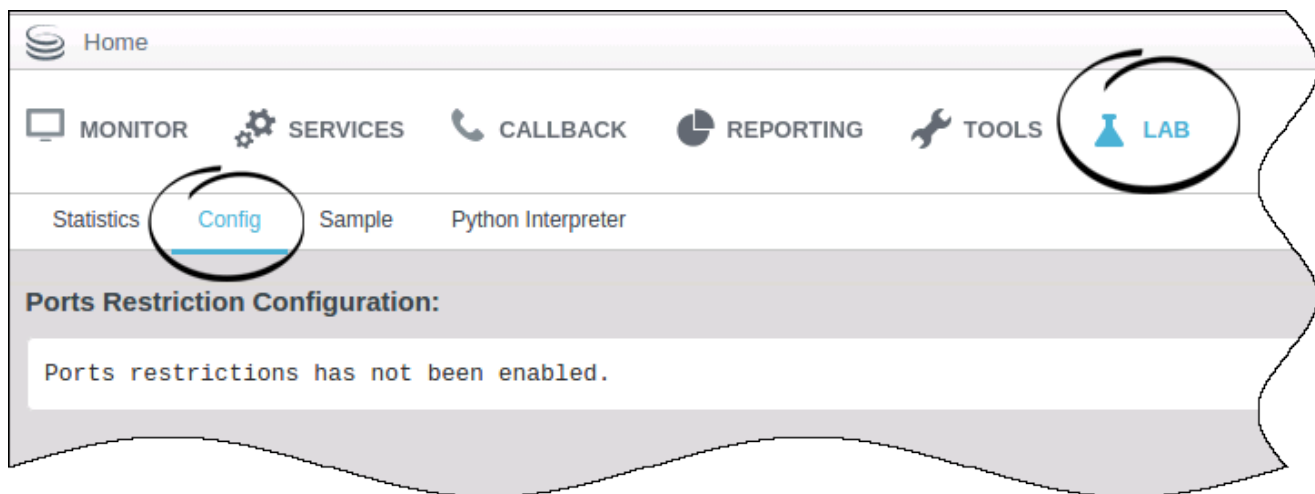 Home
MONITOR SERVICES CALLBACK REPORTING TOOLS LAB
Statistics Config Sample Python Interpreter
Ports Restriction Configuration:
Ports restrictions has not been enabled.